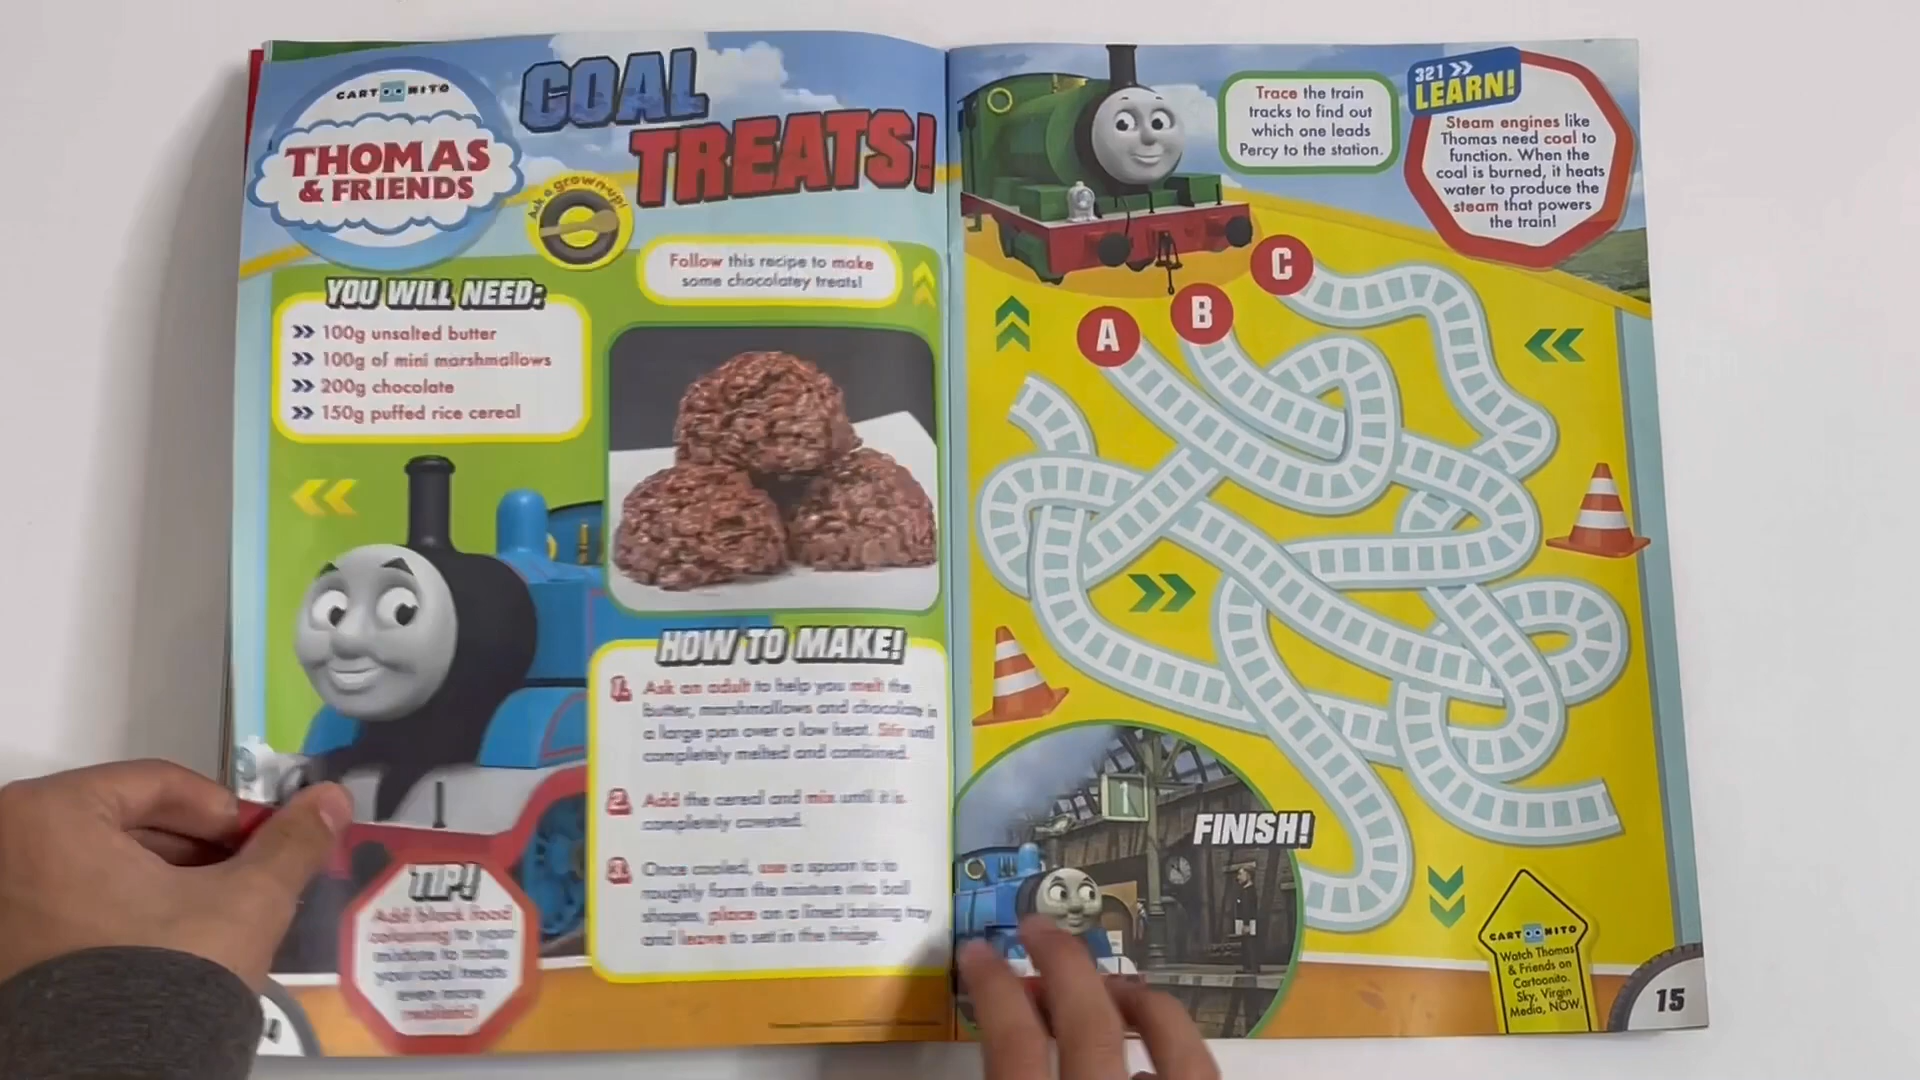 CARTOONITO
THOMAS
& FRIENDS
COAL
TREATS!
Ask a grown-up!
Follow this recipe to make
some chocolatey treats!
YOU WILL NEED:
100g unsalted butter
100g of mini marshmallows
200g chocolate
150g puffed rice cereal
HOW TO MAKE!
1. Ask an adult to help you melt the
butter, marshmallows and chocolate in
a large pan over a low heat. Stir until
completely melted and combined.
2. Add the cereal and mix until it is
completely covered.
3. Once cooled, use a spoon to to
roughly form the mixture into ball
shapes, place on a lined baking tray
and leave to set in the fridge.
1
TIP!
Add black food
colouring to your
mixture to make
your coal treats
even more
realistic!
4
Trace the train
tracks to find out
which one leads
Percy to the station.
321
LEARN!
Steam engines like
Thomas need coal to
function. When the
coal is burned, it heats
water to produce the
steam that powers
the train!
C
B
A
1
FINISH!
CARTOONITO
Watch Thomas
& Friends on
Cartoonito.
Sky, Virgin
Media, NOW.
15